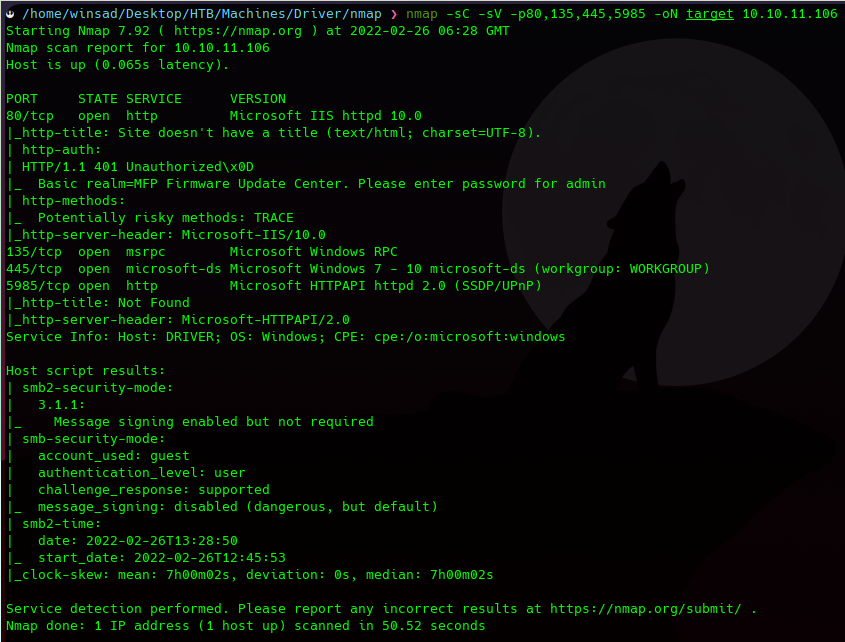 /home/winsad/Desktop/HTB/Machines/Driver/nmap ❯ nmap -sC -sV -p80,135,445,5985 -oN target 10.10.11.106
Starting Nmap 7.92 ( https://nmap.org ) at 2022-02-26 06:28 GMT
Nmap scan report for 10.10.11.106
Host is up (0.065s latency).

PORT     STATE SERVICE      VERSION
80/tcp   open  http         Microsoft IIS httpd 10.0
|_http-title: Site doesn't have a title (text/html; charset=UTF-8).
| http-auth:
| HTTP/1.1 401 Unauthorized\x0D
|_  Basic realm=MFP Firmware Update Center. Please enter password for admin
| http-methods:
|_  Potentially risky methods: TRACE
|_http-server-header: Microsoft-IIS/10.0
135/tcp  open  msrpc        Microsoft Windows RPC
445/tcp  open  microsoft-ds Microsoft Windows 7 - 10 microsoft-ds (workgroup: WORKGROUP)
5985/tcp open  http         Microsoft HTTPAPI httpd 2.0 (SSDP/UPnP)
|_http-title: Not Found
|_http-server-header: Microsoft-HTTPAPI/2.0
Service Info: Host: DRIVER; OS: Windows; CPE: cpe:/o:microsoft:windows

Host script results:
| smb2-security-mode:
|   3.1.1:
|_    Message signing enabled but not required
| smb-security-mode:
|   account_used: guest
|   authentication_level: user
|   challenge_response: supported
|_  message_signing: disabled (dangerous, but default)
| smb2-time:
|   date: 2022-02-26T13:28:50
|_  start_date: 2022-02-26T12:45:53
|_clock-skew: mean: 7h00m02s, deviation: 0s, median: 7h00m02s

Service detection performed. Please report any incorrect results at https://nmap.org/submit/ .
Nmap done: 1 IP address (1 host up) scanned in 50.52 seconds